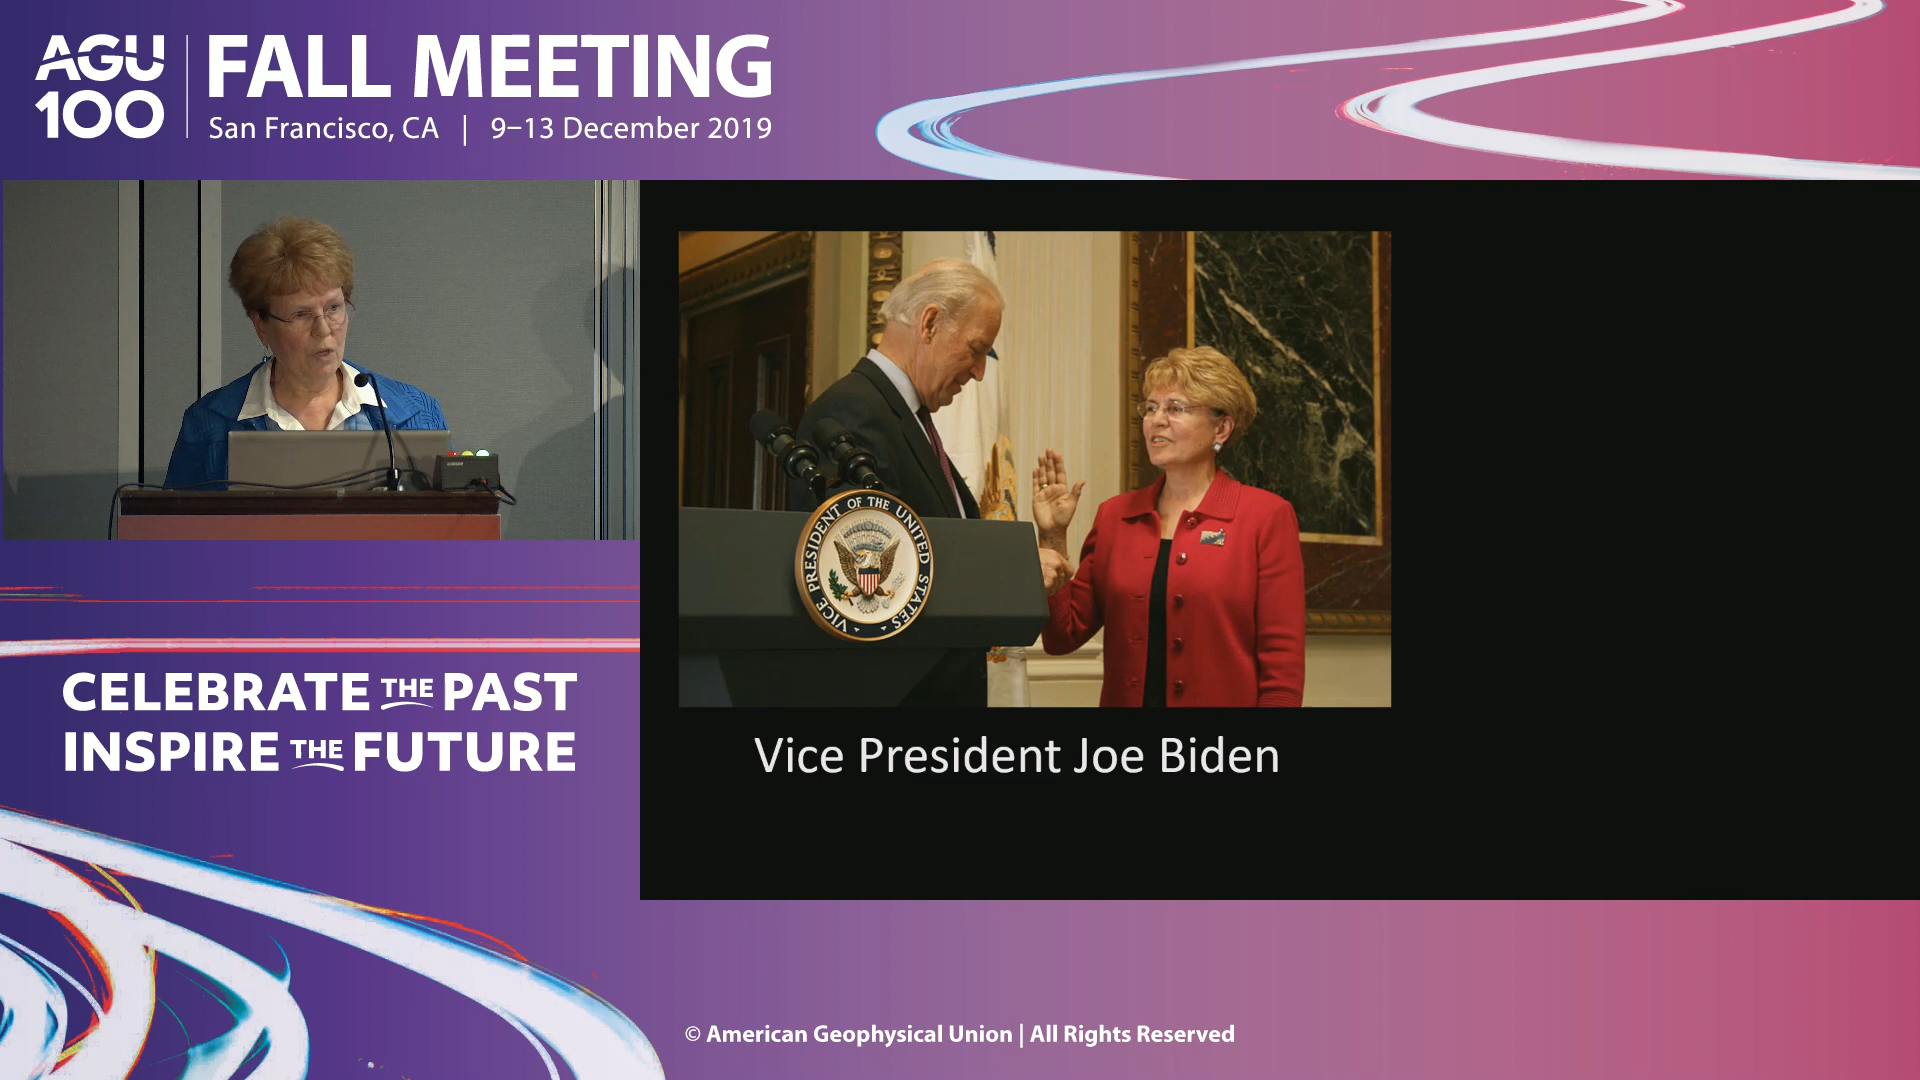 AGU
100
FALL MEETING
San Francisco, CA | 9–13 December 2019
VICE PRESIDENT OF THE UNITED STATES
Vice President Joe Biden
CELEBRATE THE PAST
INSPIRE THE FUTURE
© American Geophysical Union | All Rights Reserved